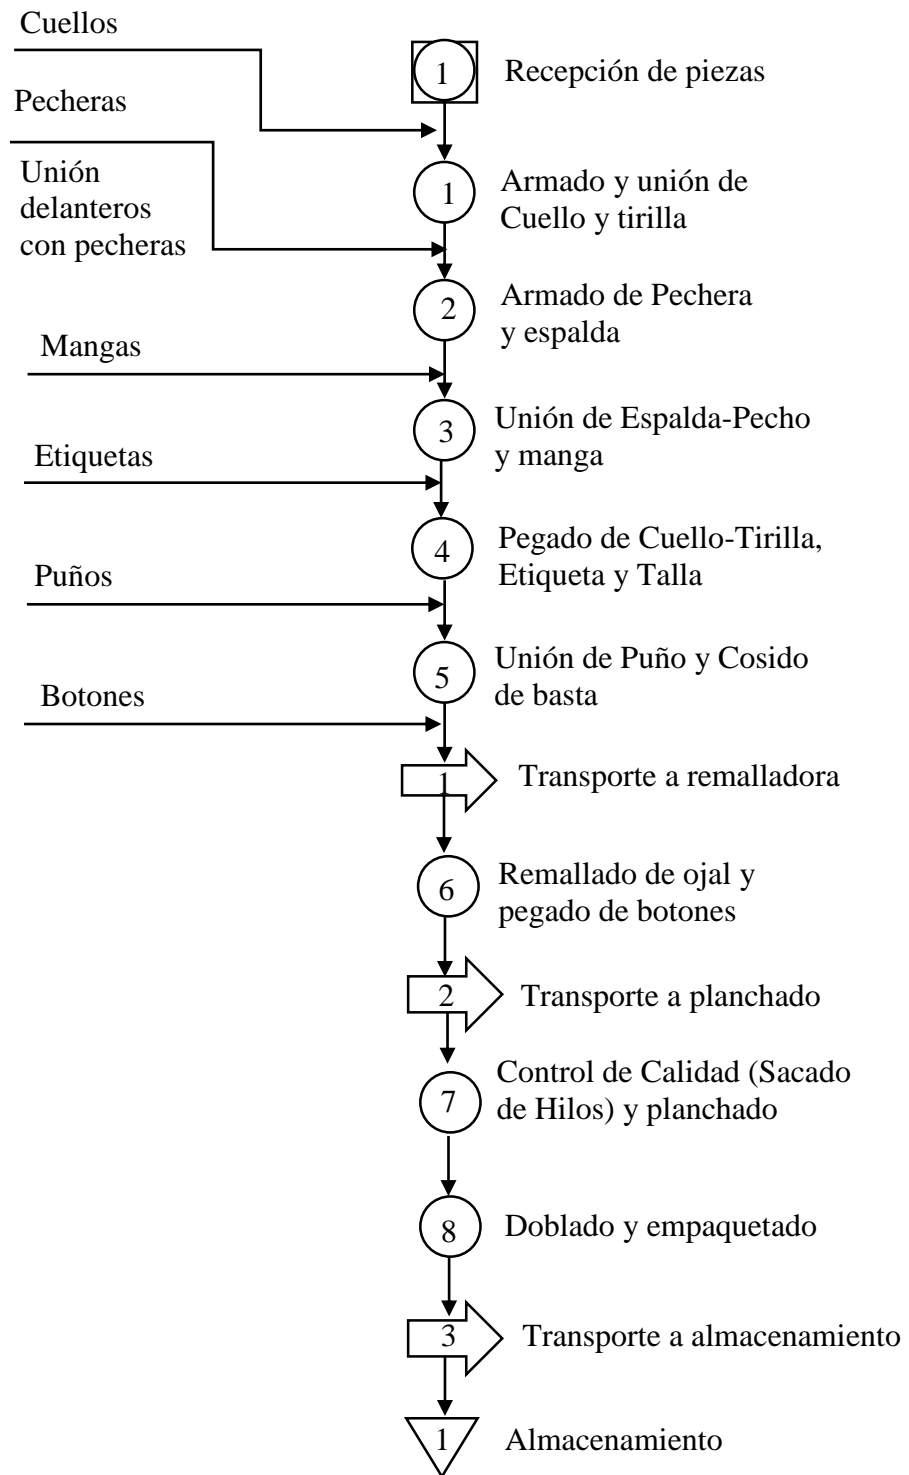 Cuellos
1
Recepción de piezas
Pecheras
Unión
delanteros
con pecheras
1
Armado y unión de
Cuello y tirilla
2
Armado de Pechera
y espalda
Mangas
3
Unión de Espalda-Pecho
y manga
Etiquetas
4
Pegado de Cuello-Tirilla,
Etiqueta y Talla
Puños
5
Unión de Puño y Cosido
de basta
Botones
1
Transporte a remalladora
6
Remallado de ojal y
pegado de botones
2
Transporte a planchado
7
Control de Calidad (Sacado
de Hilos) y planchado
8
Doblado y empaquetado
3
Transporte a almacenamiento
1
Almacenamiento